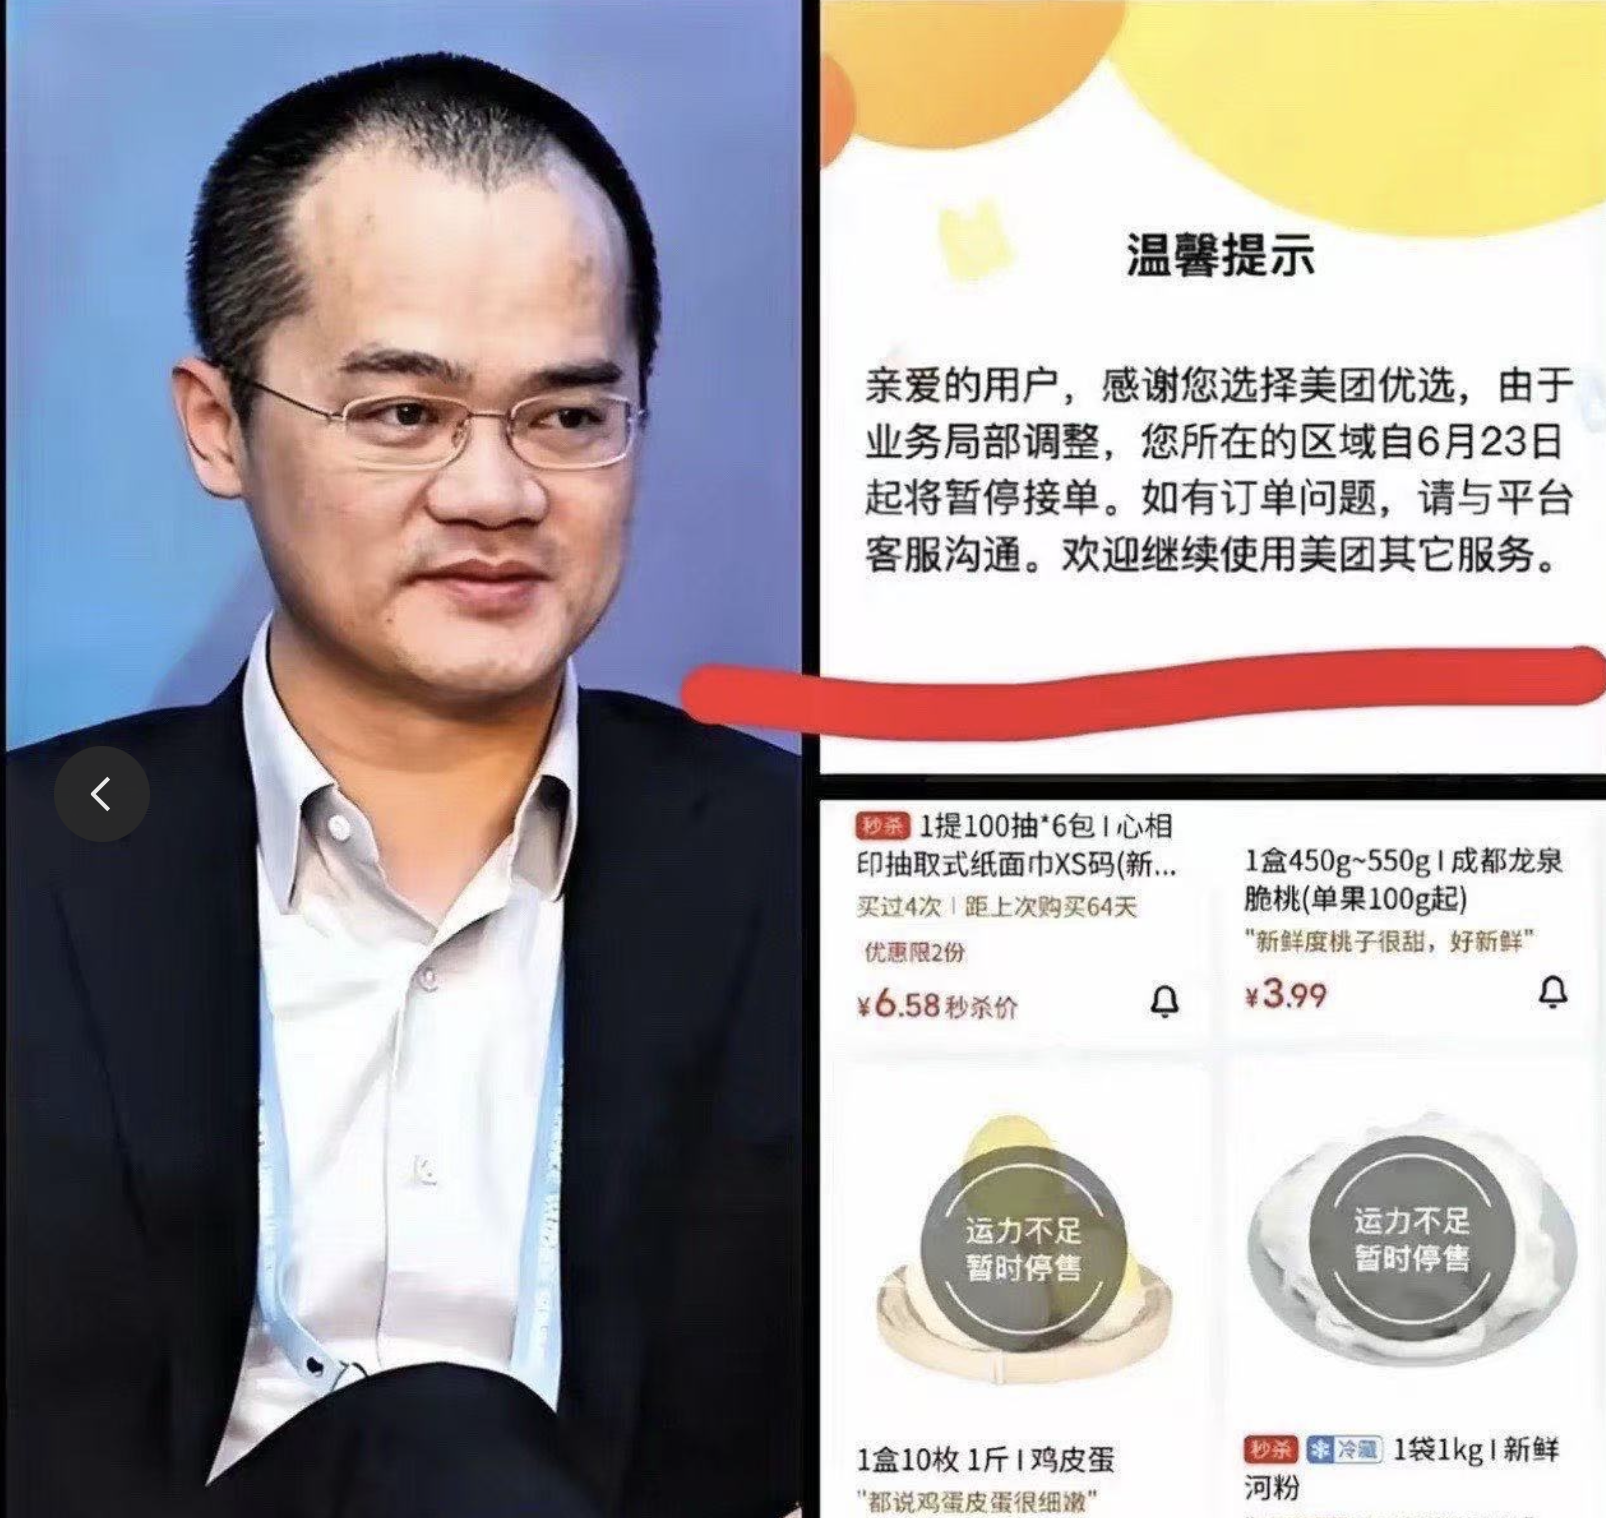 温馨提示
亲爱的用户，感谢您选择美团优选，由于
业务局部调整，您所在的区域自6月23日
起将暂停接单。如有订单问题，请与平台
客服沟通。欢迎继续使用美团其它服务。
秒杀 1提100抽*6包 | 心相
印抽取式纸面巾XS码(新...
买过4次 | 距上次购买64天
优惠限2份
¥6.58 秒杀价
1盒450g~550g | 成都龙泉
脆桃(单果100g起)
"新鲜度桃子很甜，好新鲜"
¥3.99
运力不足
暂时停售
运力不足
暂时停售
1盒10枚 1斤 | 鸡皮蛋
"都说鸡蛋皮蛋很细嫩"
秒杀 冷藏 1袋1kg | 新鲜
河粉